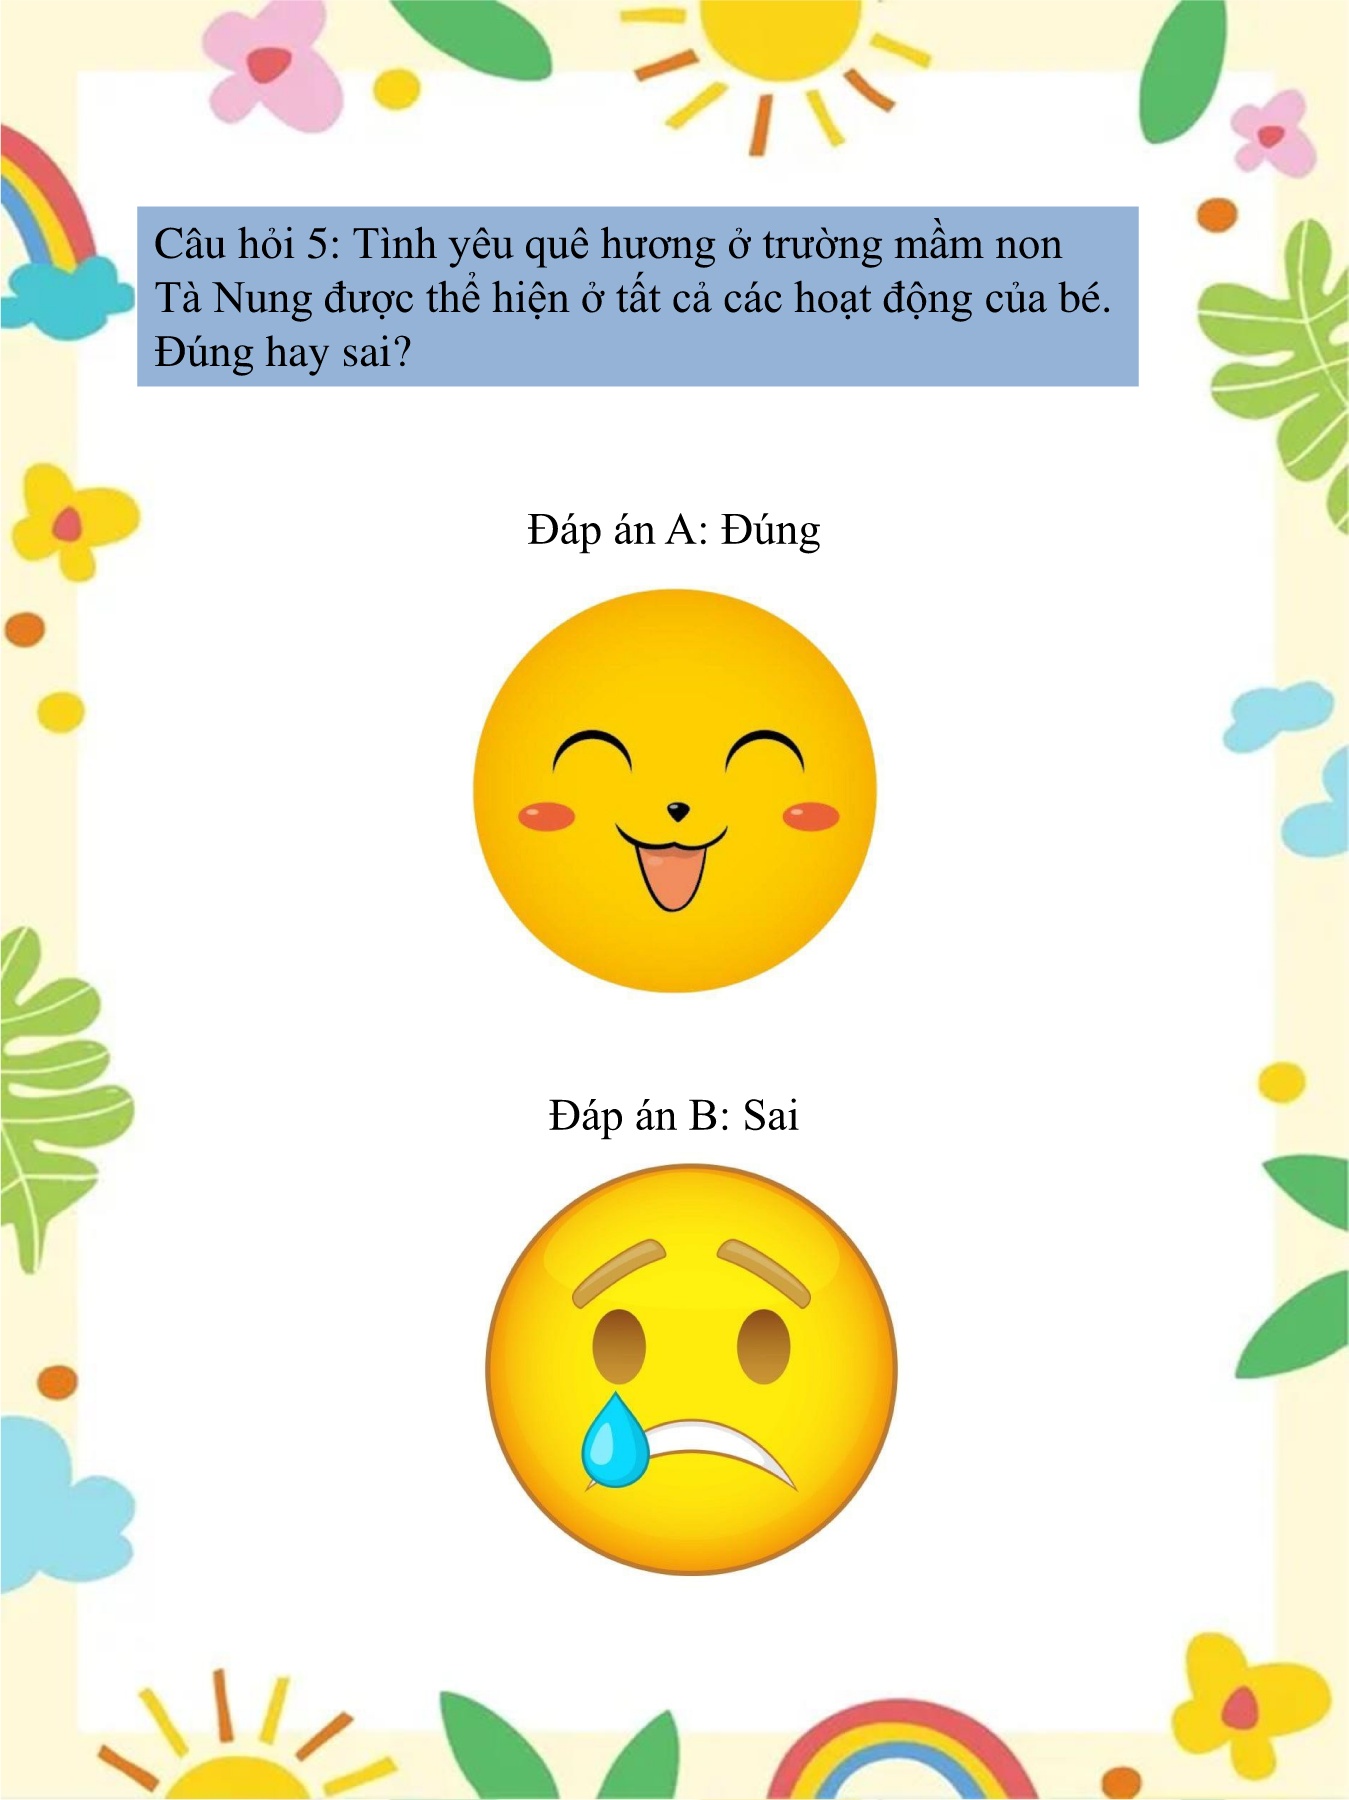 Câu hỏi 5: Tình yêu quê hương ở trường mầm non
Tà Nung được thể hiện ở tất cả các hoạt động của bé.
Đúng hay sai?
Đáp án A: Đúng
Đáp án B: Sai